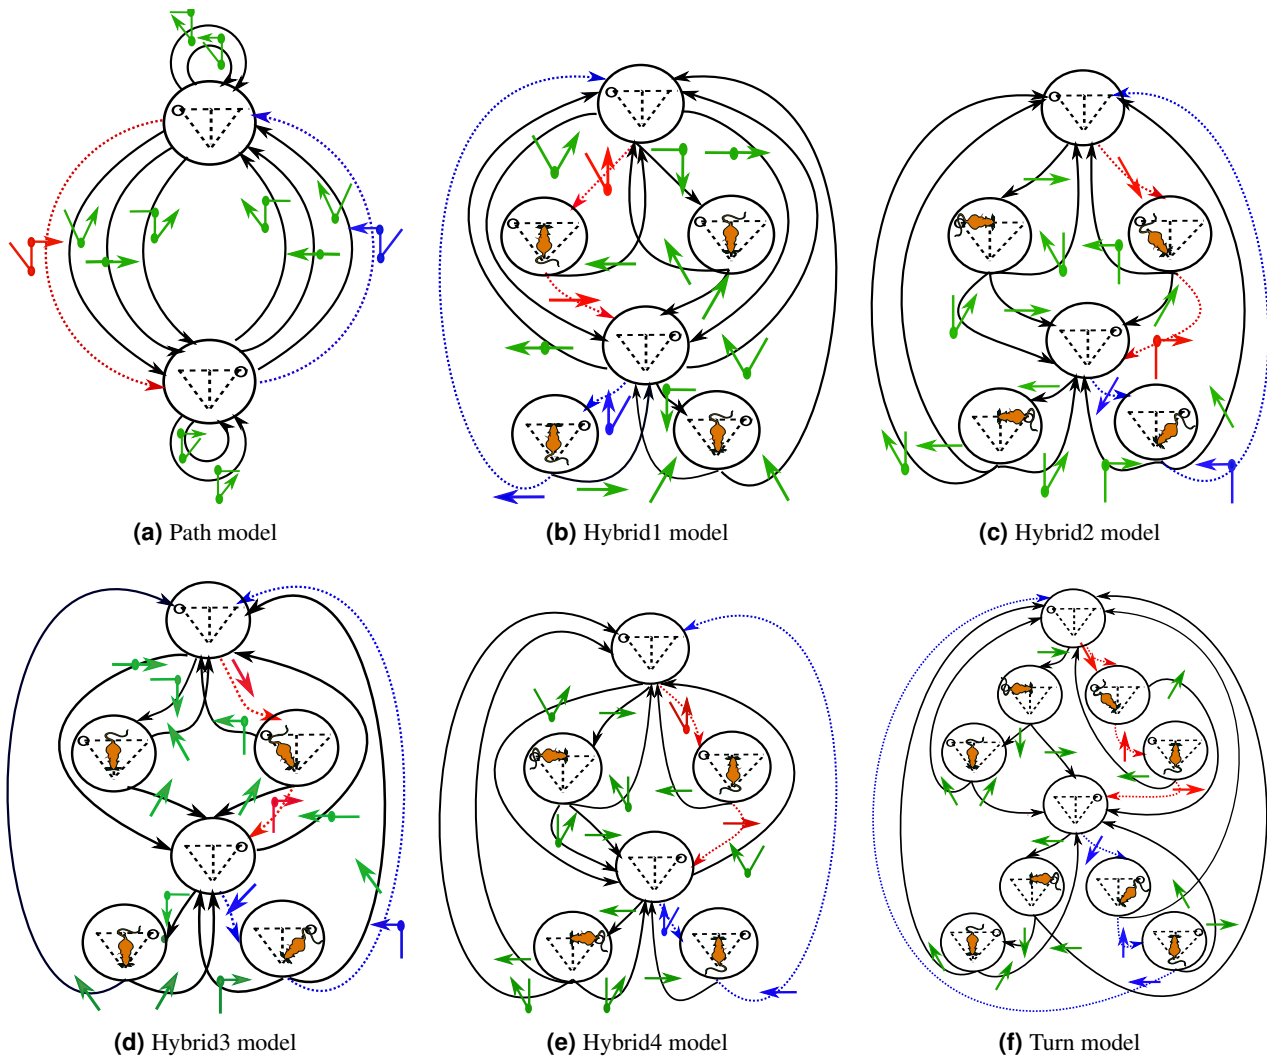 (a) Path model
(b) Hybrid1 model
(c) Hybrid2 model
(d) Hybrid3 model
(e) Hybrid4 model
(f) Turn model